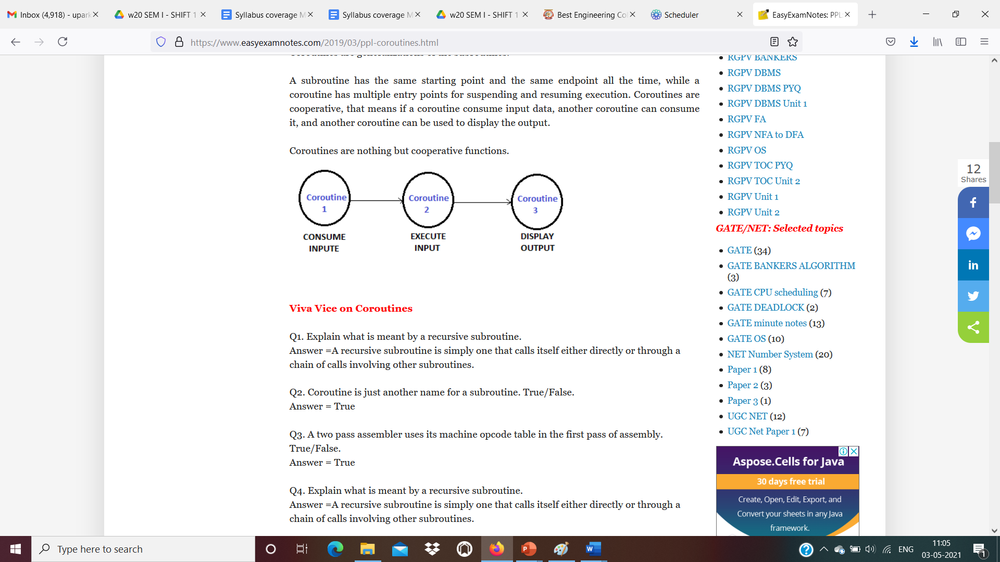 Inbox (4,918) - upark
w20 SEM I - SHIFT 1
Syllabus coverage M
Syllabus coverage M
w20 SEM I - SHIFT 1
Best Engineering Col
Scheduler
EasyExamNotes: PPL:
https://www.easyexamnotes.com/2019/03/ppl-coroutines.html
A subroutine has the same starting point and the same endpoint all the time, while a
coroutine has multiple entry points for suspending and resuming execution. Coroutines are
cooperative, that means if a coroutine consume input data, another coroutine can consume
it, and another coroutine can be used to display the output.
Coroutines are nothing but cooperative functions.
Coroutine
1
Coroutine
2
Coroutine
3
CONSUME
INPUTE
EXECUTE
INPUT
DISPLAY
OUTPUT
Viva Vice on Coroutines
Q1. Explain what is meant by a recursive subroutine.
Answer =A recursive subroutine is simply one that calls itself either directly or through a
chain of calls involving other subroutines.
Q2. Coroutine is just another name for a subroutine. True/False.
Answer = True
Q3. A two pass assembler uses its machine opcode table in the first pass of assembly.
True/False.
Answer = True
Q4. Explain what is meant by a recursive subroutine.
Answer =A recursive subroutine is simply one that calls itself either directly or through a
chain of calls involving other subroutines.
RGPV BANKERS
RGPV DBMS
RGPV DBMS PYQ
RGPV DBMS Unit 1
RGPV FA
RGPV NFA to DFA
RGPV OS
RGPV TOC PYQ
RGPV TOC Unit 2
RGPV Unit 1
RGPV Unit 2
GATE/NET: Selected topics
GATE (34)
GATE BANKERS ALGORITHM
(3)
GATE CPU scheduling (7)
GATE DEADLOCK (2)
GATE minute notes (13)
GATE OS (10)
NET Number System (20)
Paper 1 (8)
Paper 2 (3)
Paper 3 (1)
UGC NET (12)
UGC Net Paper 1 (7)
Aspose.Cells for Java
30 days free trial
Create, Open, Edit, Export, and
Convert your sheets in any Java
framework.
12
Shares
Type here to search
ENG
11:05
03-05-2021
1